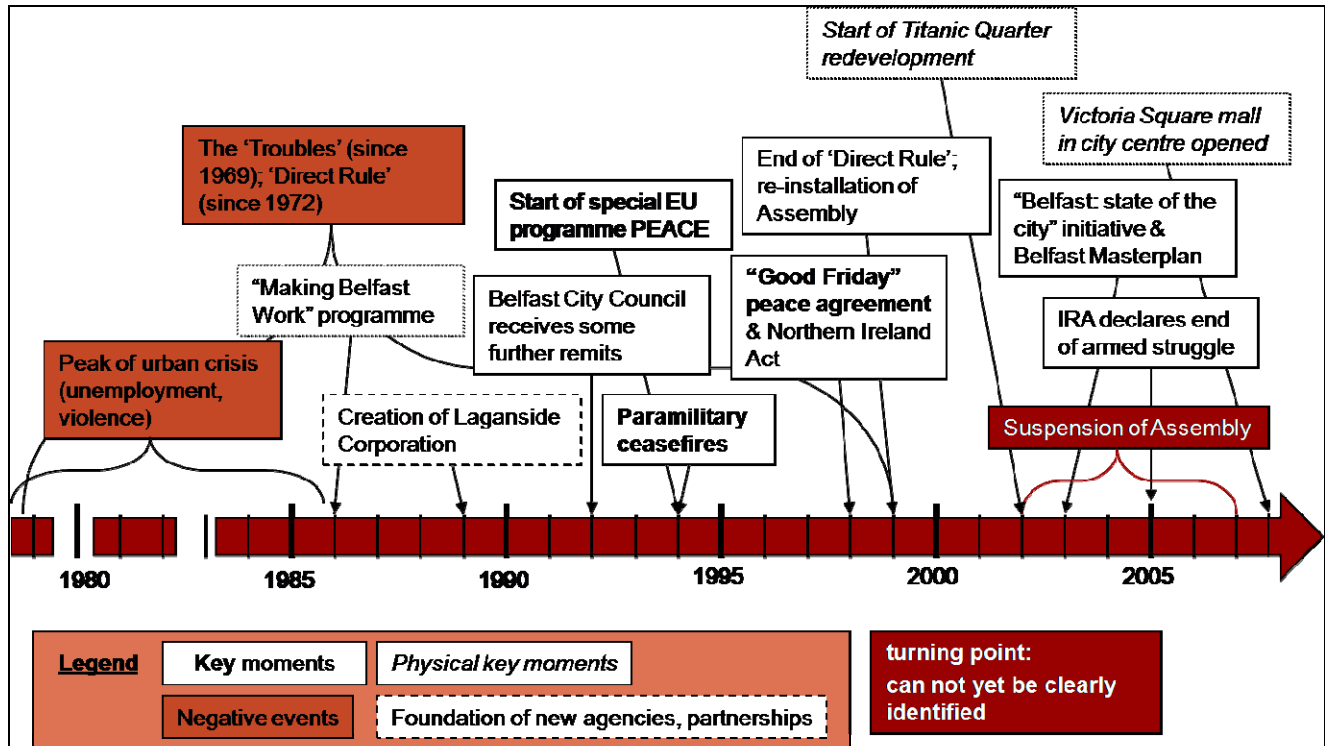 Start of Titanic Quarter
redevelopment
Victoria Square mall
in city centre opened
The ‘Troubles’ (since
1969); ‘Direct Rule’
(since 1972)
End of ‘Direct Rule’;
re-installation of
Assembly
Start of special EU
programme PEACE
“Belfast: state of the
city” initiative &
Belfast Masterplan
“Making Belfast
Work” programme
Belfast City Council
receives some
further remits
“Good Friday”
peace agreement
& Northern Ireland
Act
IRA declares end
of armed struggle
Peak of urban crisis
(unemployment,
violence)
Creation of Laganside
Corporation
Paramilitary
ceasefires
Suspension of Assembly
1980
1985
1990
1995
2000
2005
Legend
Key moments
Physical key moments
Negative events
Foundation of new agencies, partnerships
turning point:
can not yet be clearly
identified